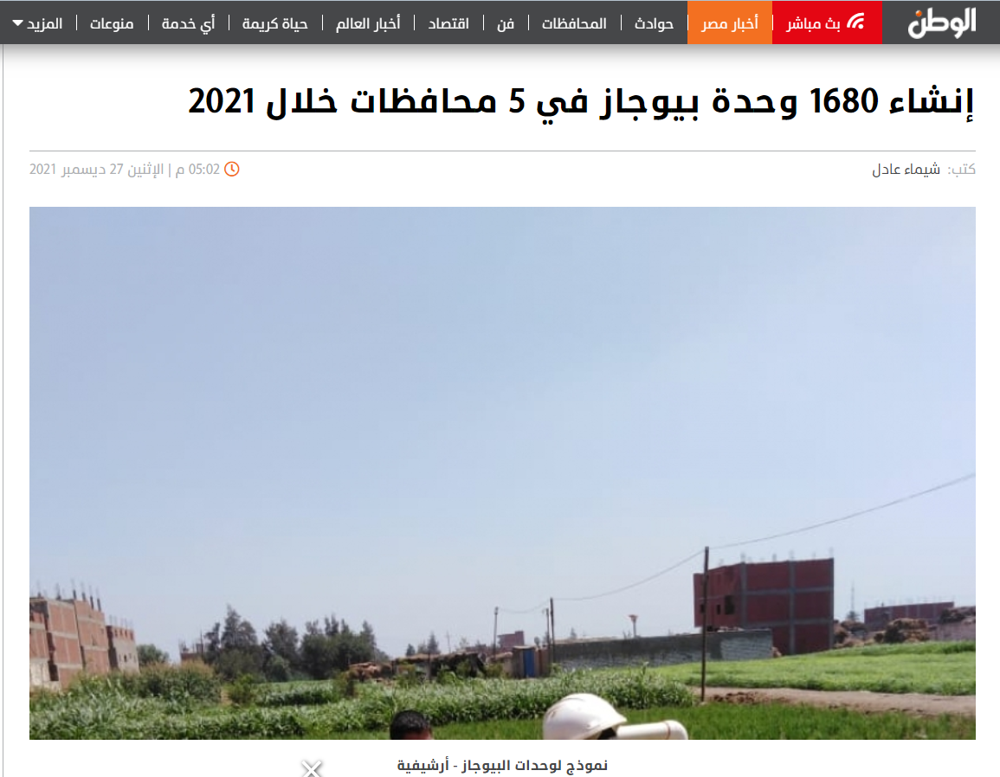 الوطن
بث مباشر | أخبار مصر | حوادث | المحافظات | فن | اقتصاد | أخبار العالم | حياة كريمة | أي خدمة | منوعات | المزيد
إنشاء 1680 وحدة بيوجاز في 5 محافظات خلال 2021
كتب: شيماء عادل
05:02 م | الإثنين 27 ديسمبر 2021
نموذج لوحدات البيوجاز - أرشيفية